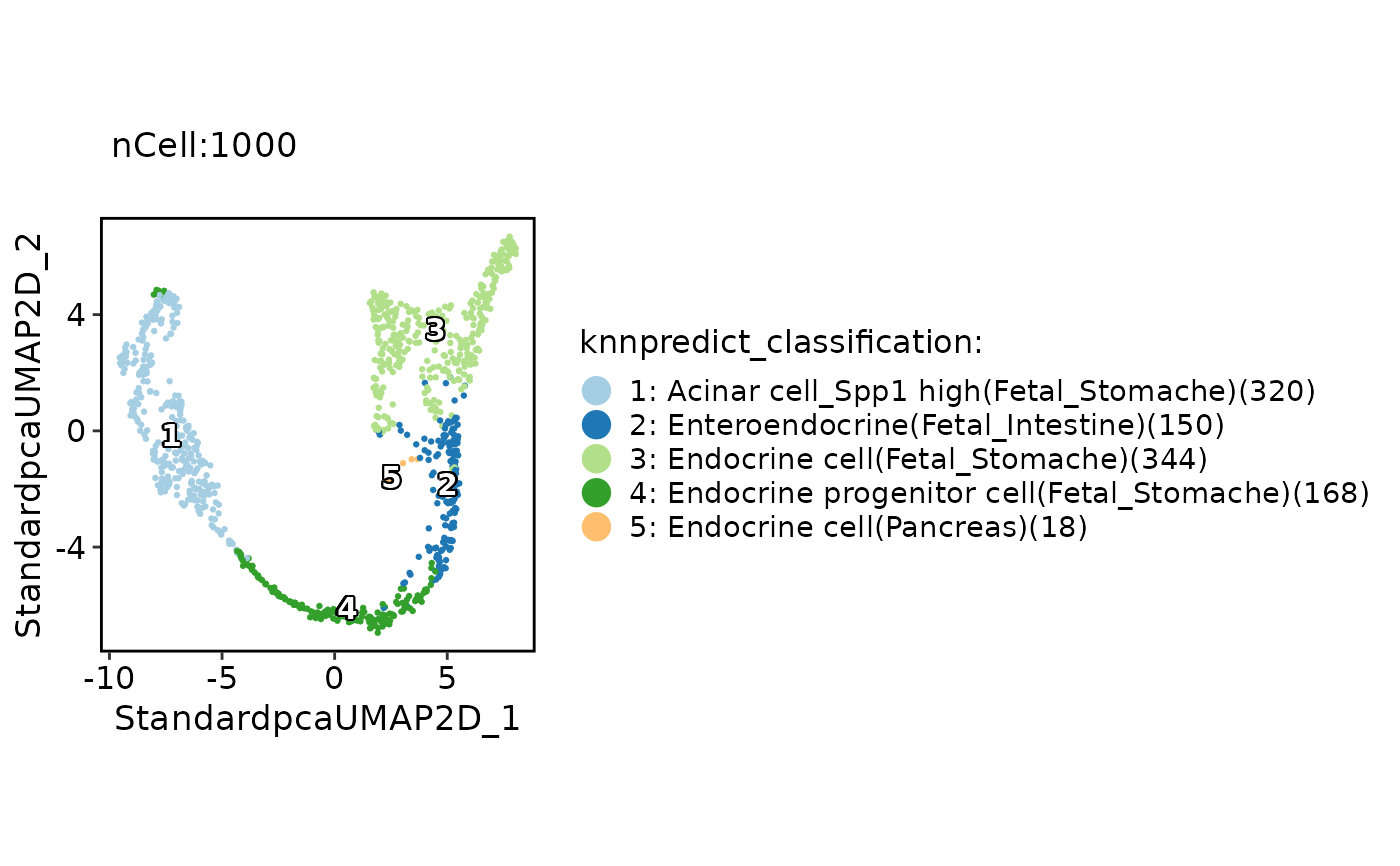 nCell:1000
StandardpcaUMAP2D_2
4
0
-4
-10 -5 0 5
StandardpcaUMAP2D_1
3
1
5
2
4
knnpredict_classification:
1: Acinar cell_Spp1 high(Fetal_Stomache)(320)
2: Enteroendocrine(Fetal_Intestine)(150)
3: Endocrine cell(Fetal_Stomache)(344)
4: Endocrine progenitor cell(Fetal_Stomache)(168)
5: Endocrine cell(Pancreas)(18)